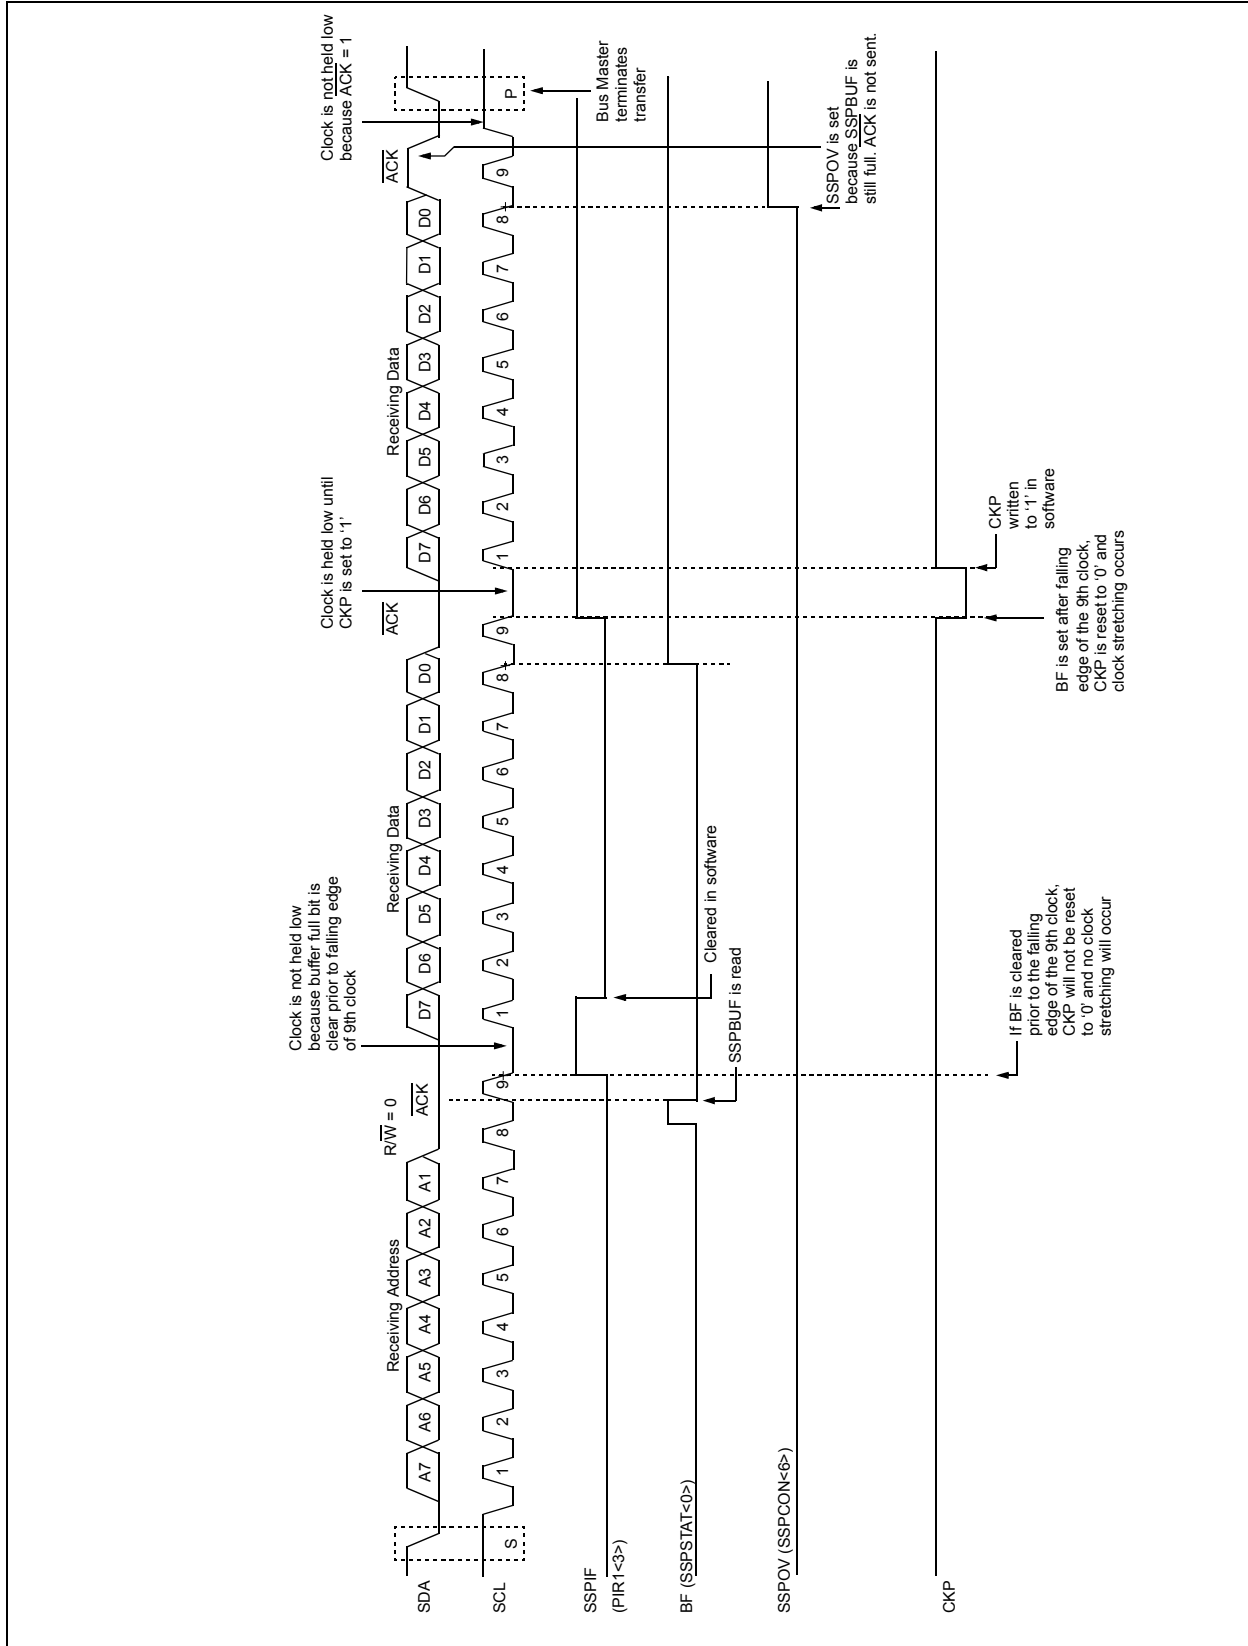 Clock is not held low
because buffer full bit is
clear prior to falling edge
of 9th clock
Clock is held low until
CKP is set to ‘1’
Clock is not held low
because ACK = 1
R/W = 0
Receiving Address
ACK
Receiving Data
ACK
Receiving Data
ACK
SDA
A7 A6 A5 A4 A3 A2 A1
D7 D6 D5 D4 D3 D2 D1 D0
D7 D6 D5 D4 D3 D2 D1 D0
SCL
S
1 2 3 4 5 6 7 8 9
1 2 3 4 5 6 7 8 9
1 2 3 4 5 6 7 8 9
P
SSPIF
(PIR1<3>)
Bus Master
terminates
transfer
Cleared in software
BF (SSPSTAT<0>)
SSPBUF is read
SSPOV (SSPCON<6>)
SSPOV is set
because SSPBUF is
still full. ACK is not sent.
CKP
CKP
written
to ‘1’ in
software
If BF is cleared
prior to the falling
edge of the 9th clock,
CKP will not be reset
to ‘0’ and no clock
stretching will occur
BF is set after falling
edge of the 9th clock,
CKP is reset to ‘0’ and
clock stretching occurs